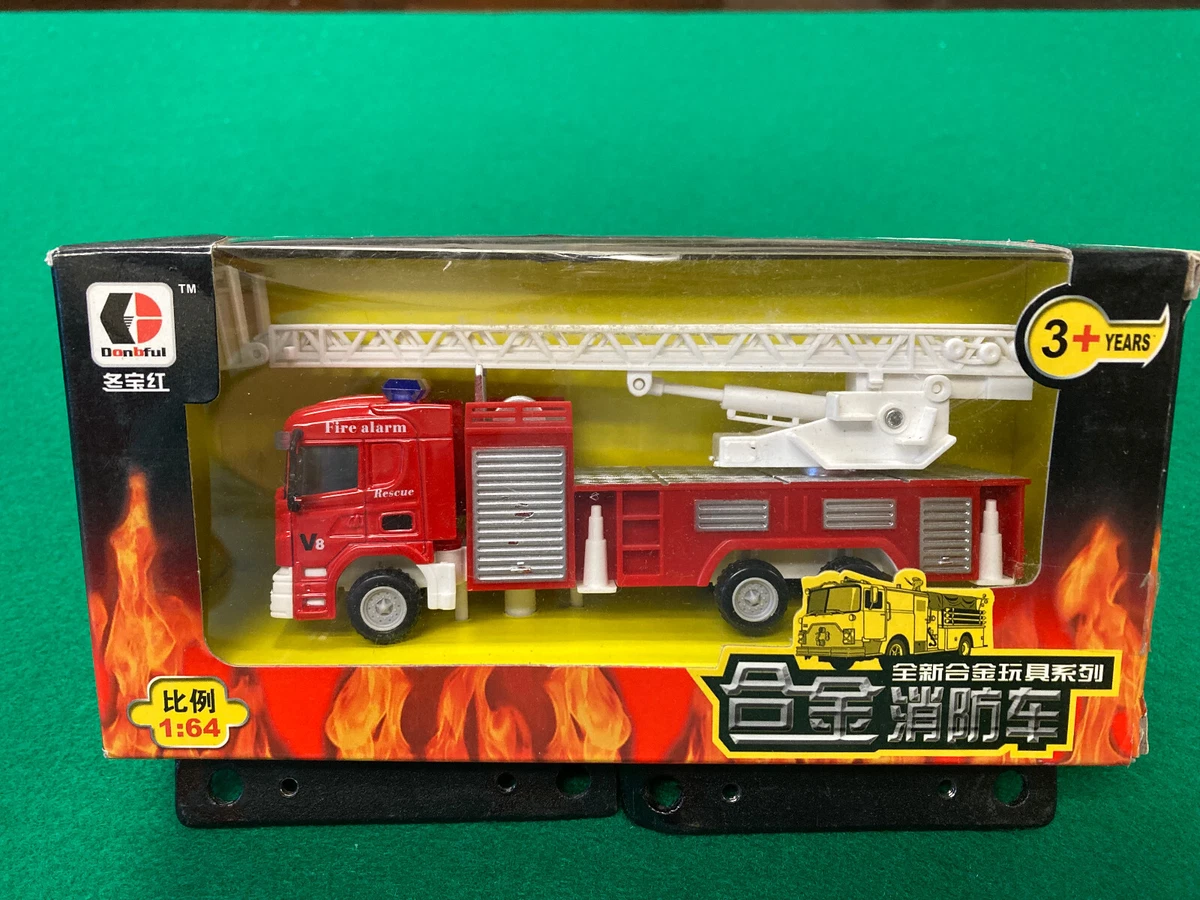 TM
Donbful
冬宝红
3+ YEARS
Fire alarm
Rescue
V8
全新合金玩具系列
合金消防车
比例
1:64